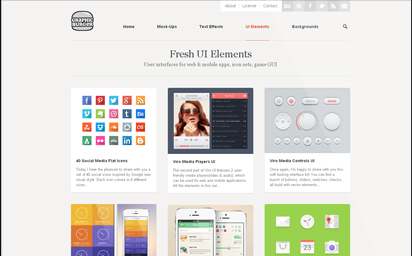 About License Contact
GRAPHIC
BURGER
Home Mock-Ups Text Effects UI Elements Backgrounds
Fresh UI Elements
User interfaces for web & mobile apps, icon sets, game GUI
40 Social Media Flat Icons
Today I have the pleasure to share with you a
set of 40 social icons inspired by Google new
social style. Each icon comes in 4 different
sizes...
Vire Media Players UI
The second part of this UI features 2 user
friendly media players(video & audio), which
can be used for web and mobile applications.
All the elements in this set...
Vire Media Controls UI
Once again, I'm happy to share with you this
soft looking interface kit! You can find a
bunch of buttons, sliders, switches, checks,
all build with vector elements...
23